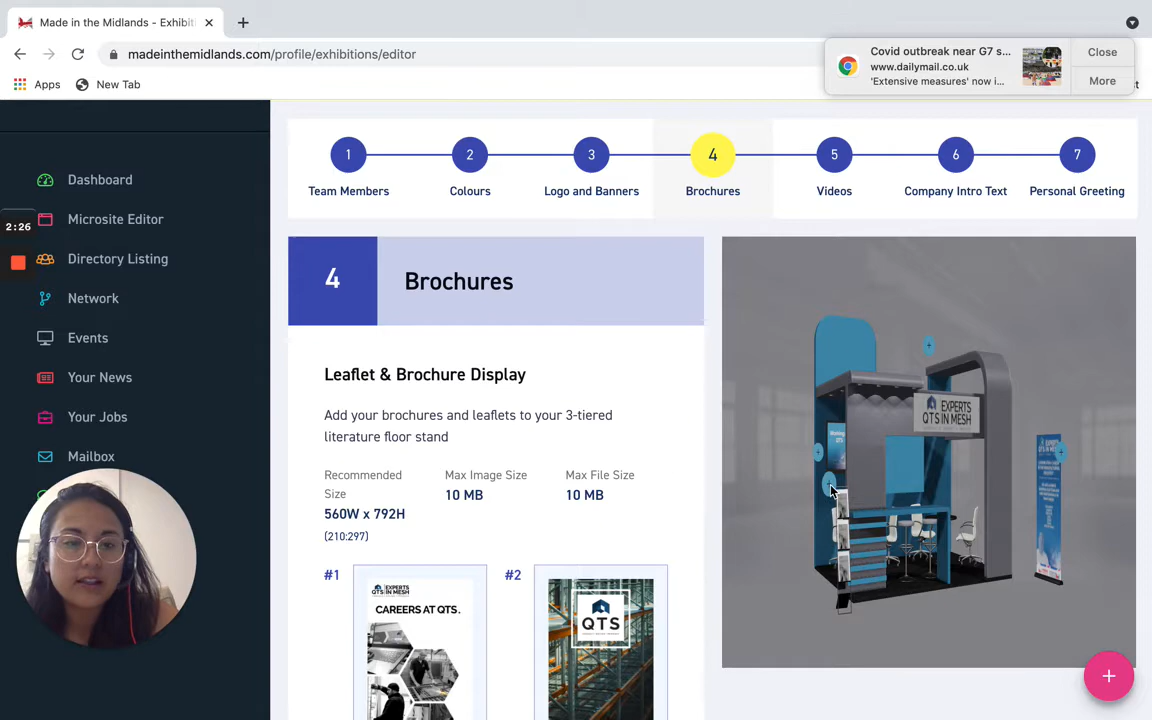 Made in the Midlands - Exhibiti
madeinthemidlands.com/profile/exhibitions/editor
Apps
New Tab
Covid outbreak near G7 s...
www.dailymail.co.uk
'Extensive measures' now i...
Close
More
2:26
Dashboard
Microsite Editor
Directory Listing
Network
Events
Your News
Your Jobs
Mailbox
1
2
3
4
5
6
7
Team Members
Colours
Logo and Banners
Brochures
Videos
Company Intro Text
Personal Greeting
4
Brochures
Leaflet & Brochure Display
Add your brochures and leaflets to your 3-tiered
literature floor stand
Recommended
Size
560W x 792H
(210:297)
Max Image Size
10 MB
Max File Size
10 MB
#1
EXPERTS
QTS IN MESH
CAREERS AT QTS.
#2
QTS
EXPERTS
QTS IN MESH